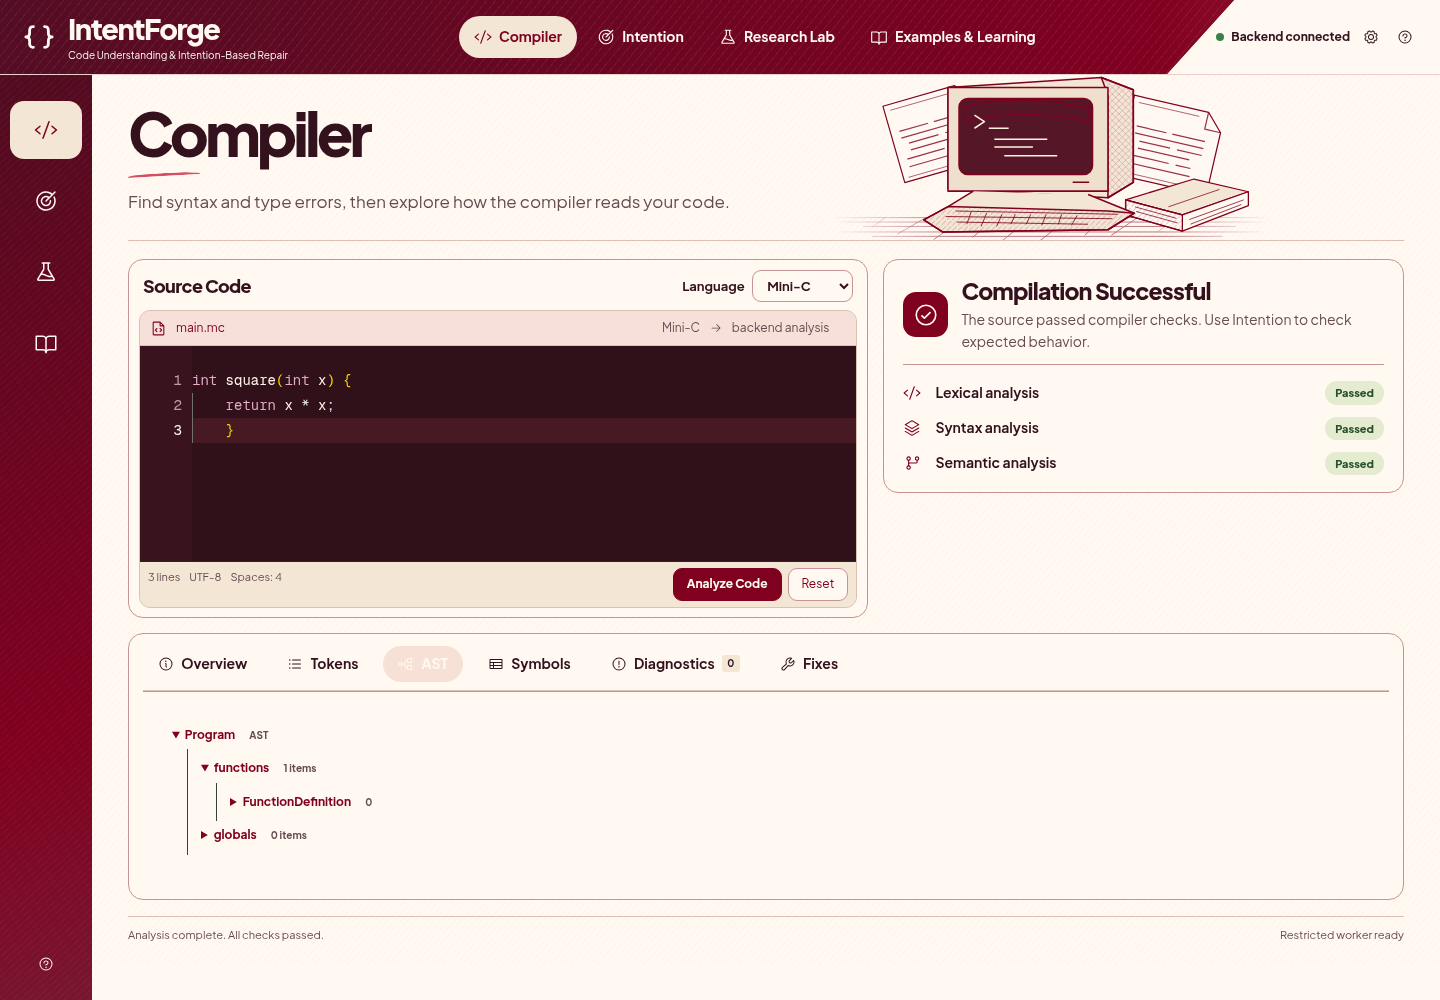 { } IntentForge
Code Understanding & Intention-Based Repair
</> Compiler
Intention
Research Lab
Examples & Learning
Backend connected
Compiler
Find syntax and type errors, then explore how the compiler reads your code.
Source Code
Language
Mini-C
main.mc
Mini-C → backend analysis
1 int square(int x) {
2     return x * x;
3     }
3 lines UTF-8 Spaces: 4
Analyze Code
Reset
Compilation Successful
The source passed compiler checks. Use Intention to check
expected behavior.
Lexical analysis Passed
Syntax analysis Passed
Semantic analysis Passed
Overview
Tokens
AST
Symbols
Diagnostics 0
Fixes
Program AST
functions 1 items
FunctionDefinition 0
globals 0 items
Analysis complete. All checks passed.
Restricted worker ready